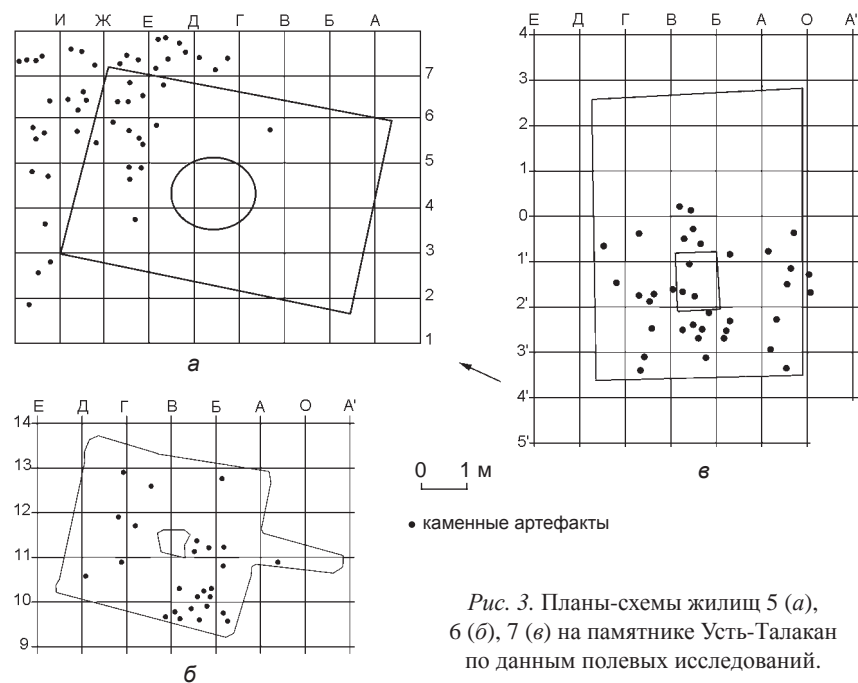 И Ж Е Д Г В Б А
7
6
5
4
3
2
1
а
Е Д Г В Б А О А'
4
3
2
1
0
1'
2'
3'
4'
5'
в
Е Д Г В Б А О А'
14
13
12
11
10
9
б
0 1 м
• каменные артефакты
Рис. 3. Планы-схемы жилищ 5 (а),
6 (б), 7 (в) на памятнике Усть-Талакан
по данным полевых исследований.